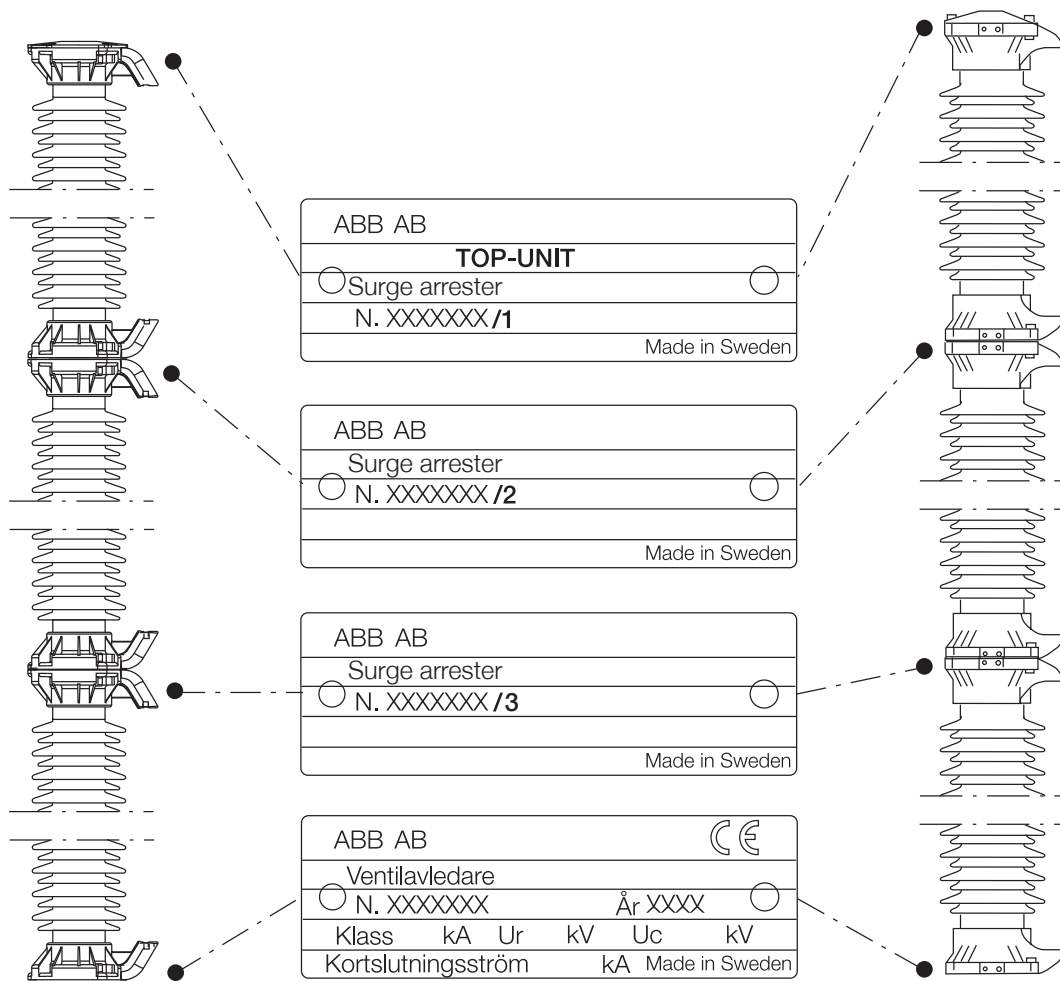 ABB AB
TOP-UNIT
Surge arrester
N. XXXXXXX/1
Made in Sweden
ABB AB
Surge arrester
N. XXXXXXX/2
Made in Sweden
ABB AB
Surge arrester
N. XXXXXXX/3
Made in Sweden
ABB AB CE
Ventilavledare
N. XXXXXXX År XXXX
Klass kA Ur kV Uc kV
Kortslutningsström kA Made in Sweden